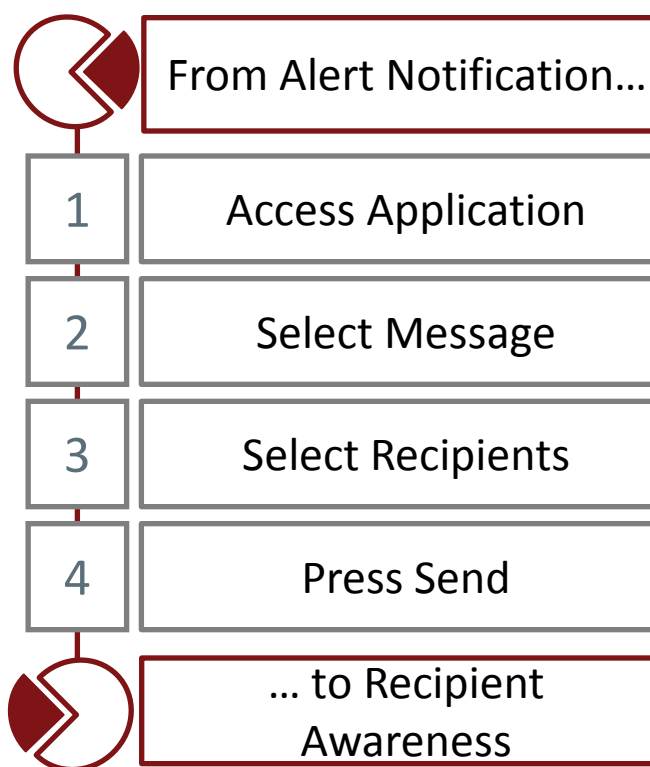 From Alert Notification…
1 Access Application
2 Select Message
3 Select Recipients
4 Press Send
… to Recipient
Awareness